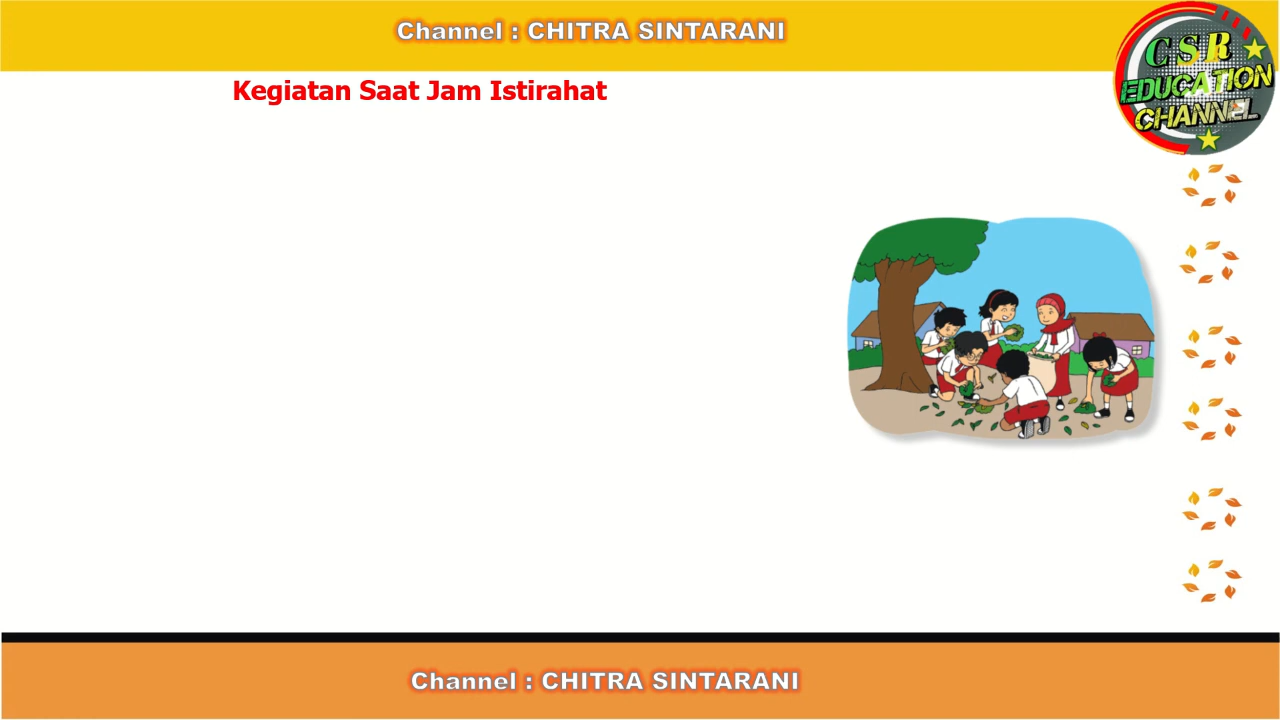 Channel : CHITRA SINTARANI
CSR
EDUCATION
CHANNEL
Kegiatan Saat Jam Istirahat
Channel : CHITRA SINTARANI